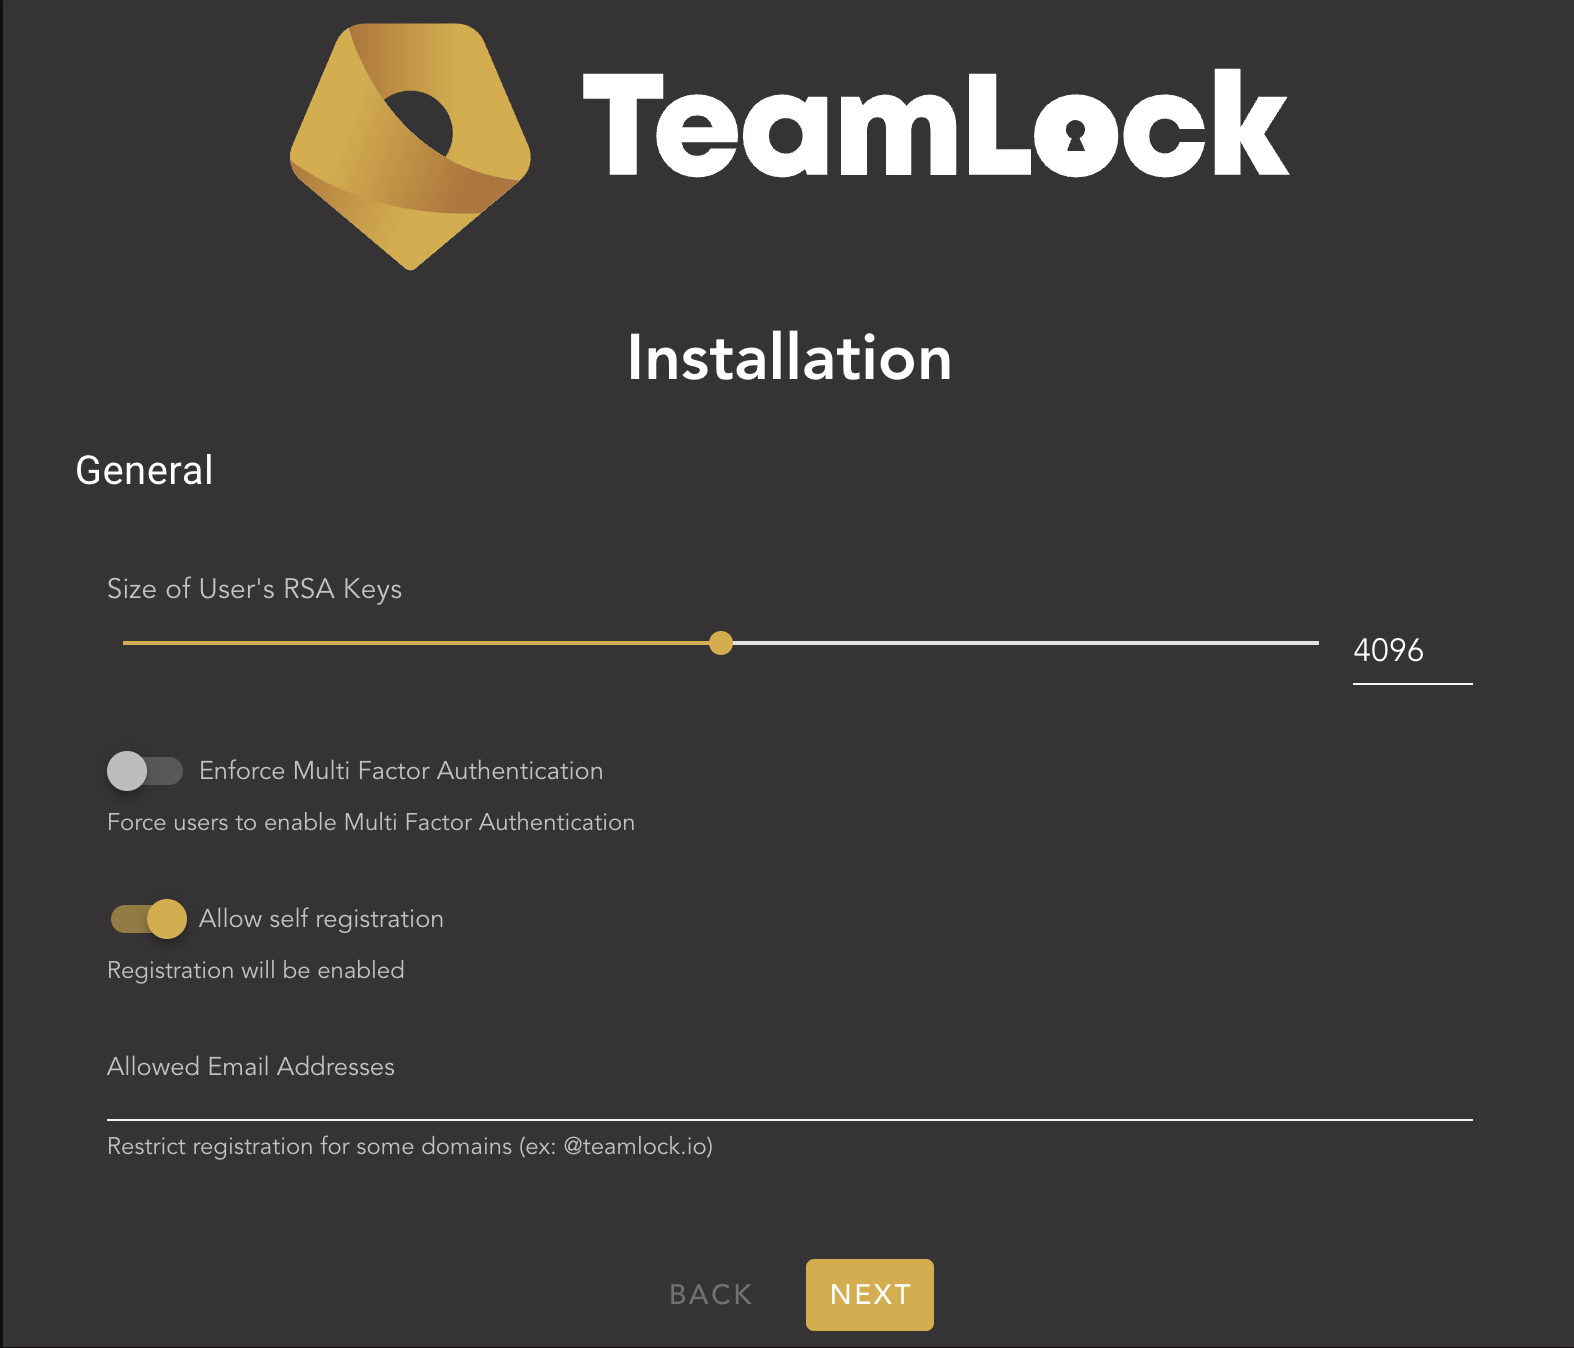 TeamLock
Installation
General
Size of User's RSA Keys
4096
Enforce Multi Factor Authentication
Force users to enable Multi Factor Authentication
Allow self registration
Registration will be enabled
Allowed Email Addresses
Restrict registration for some domains (ex: @teamlock.io)
BACK NEXT